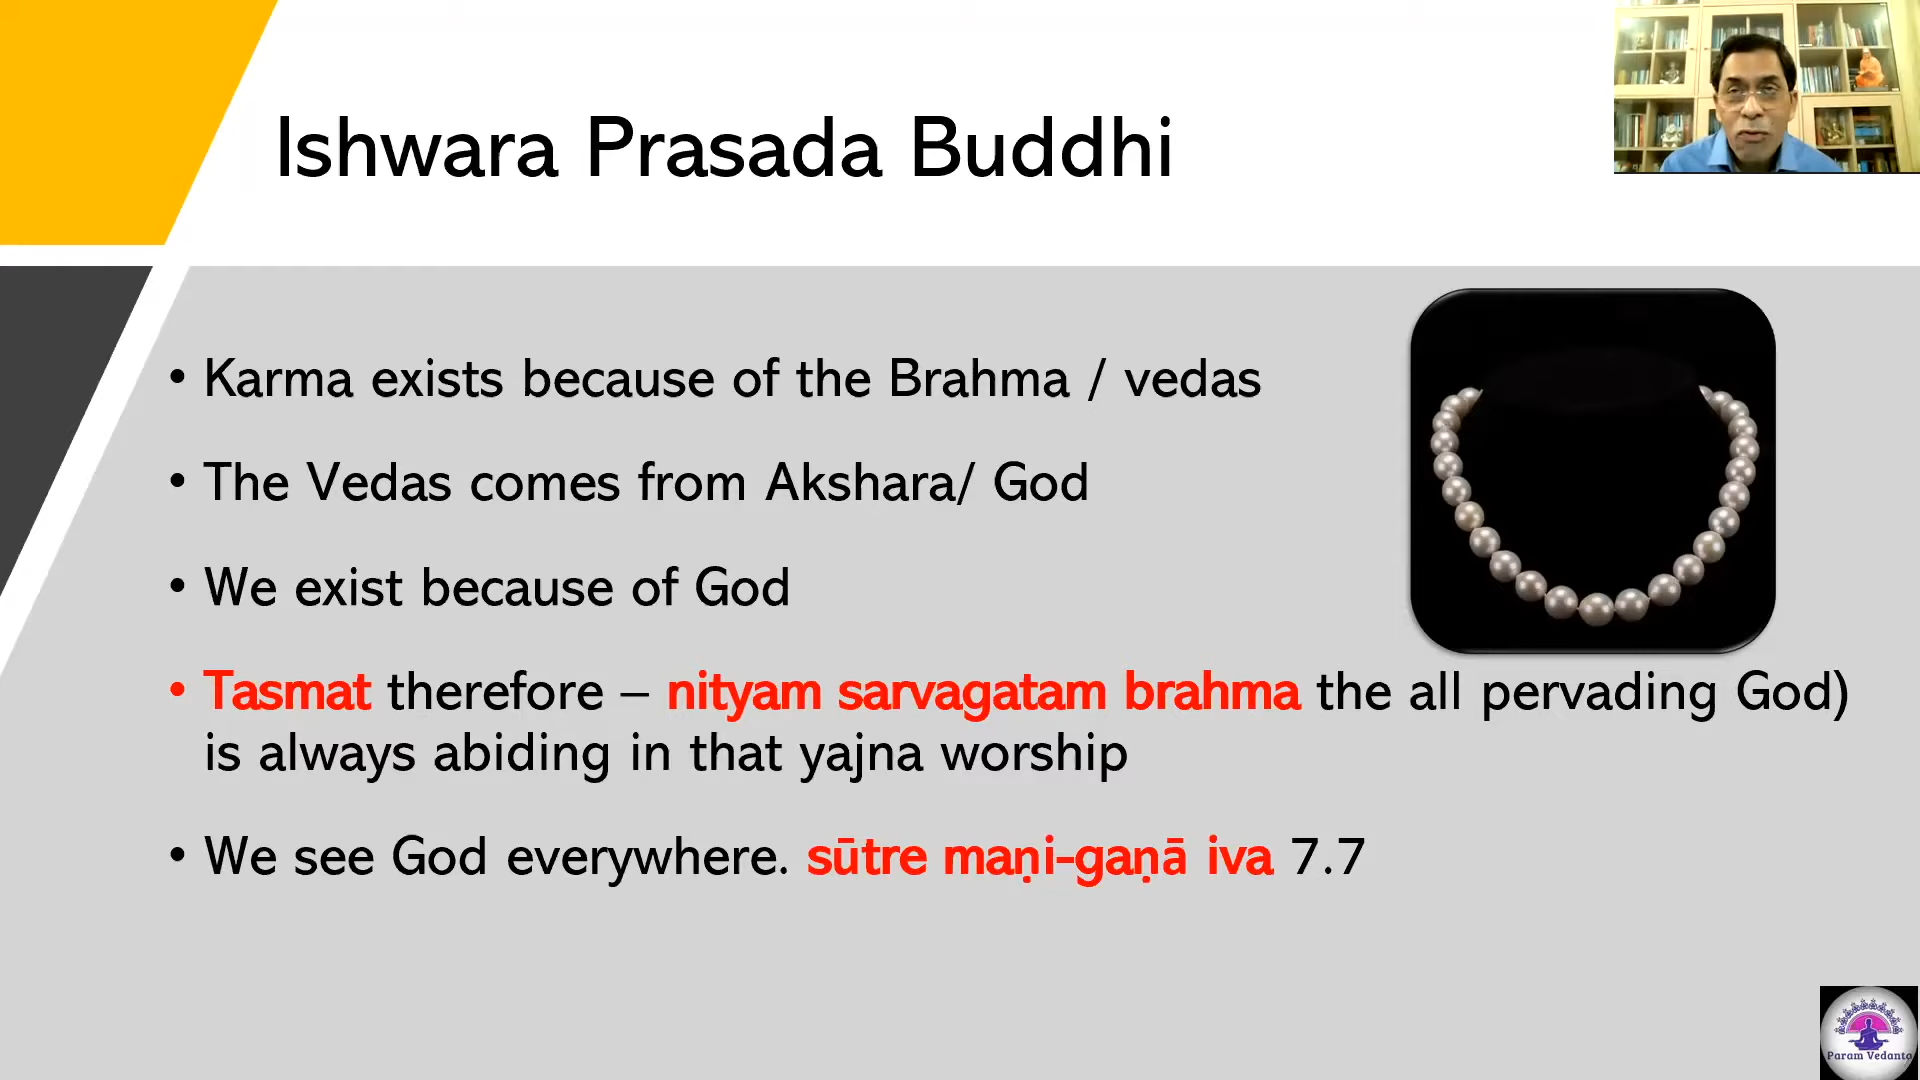 Ishwara Prasada Buddhi
• Karma exists because of the Brahma / vedas
• The Vedas comes from Akshara/ God
• We exist because of God
• Tasmat therefore – nityam sarvagatam brahma the all pervading God)
is always abiding in that yajna worship
• We see God everywhere. sūtre maṇi-gaṇā iva 7.7
Param Vedanta